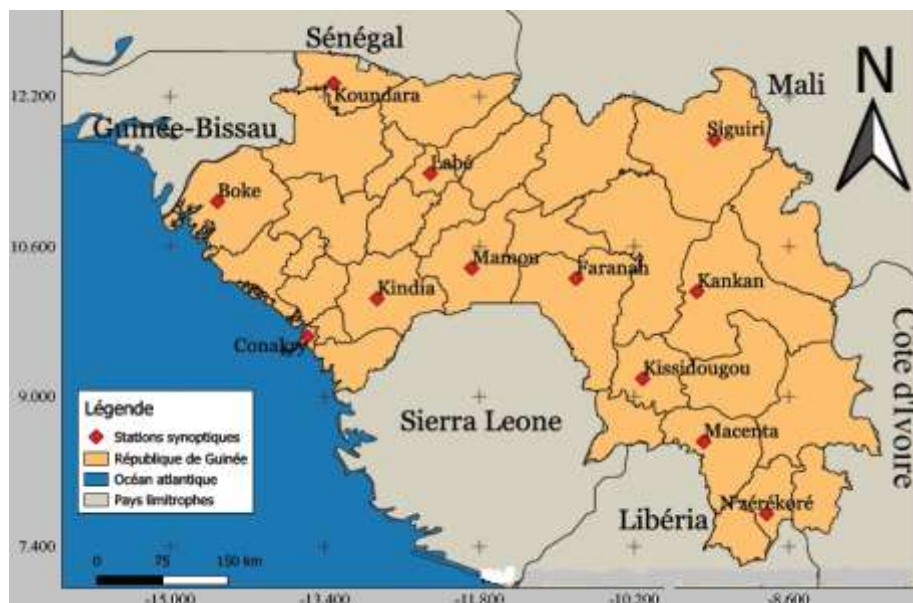 Sénégal
N
Mali
12.200
Koundara
Guinée-Bissau
Siguiri
Labé
Boke
10.600
Mamou
Faranah
Kindia
Kankan
Conakry
Cote d'Ivoire
Kissidougou
9.000
Légende
Stations synoptiques
République de Guinée
Océan atlantique
Pays limitrophes
Sierra Leone
Macenta
N'zérékoré
Libéria
7.400
0 75 150 km
-15.000 -13.400 -11.800 -10.200 -8.600